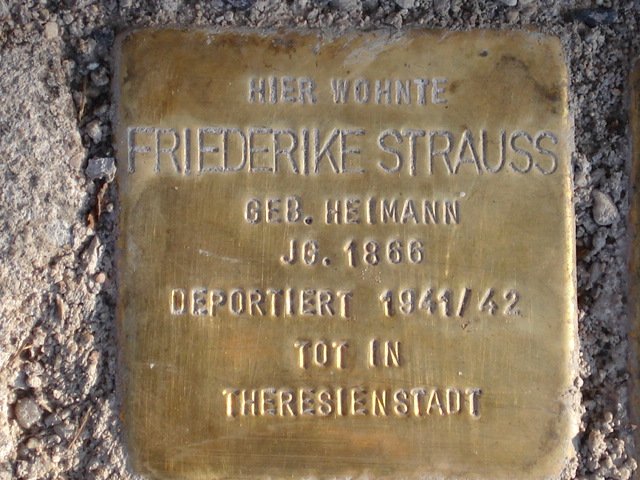 HIER WOHNTE
FRIEDERIKE STRAUSS
GEB. HEIMANN
JG. 1866
DEPORTIERT 1941/42
TOT IN
THERESIENSTADT